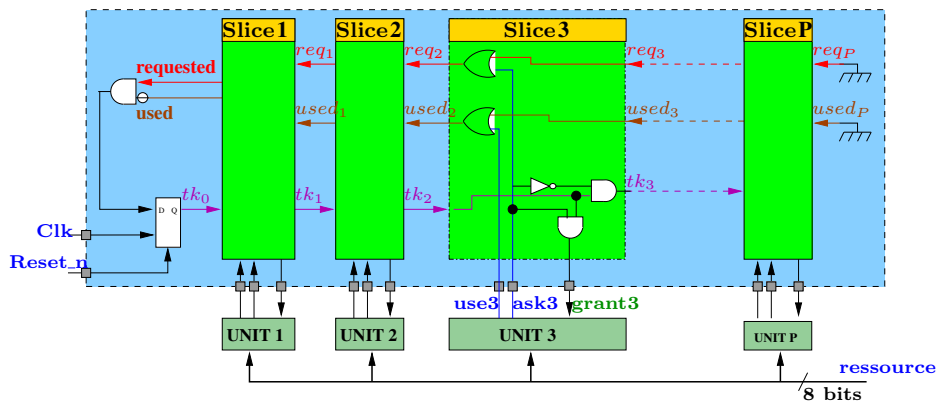 Slice1 Slice2 Slice3 SliceP
req1 req2 req3 reqP
requested
used
used1 used2 used3 usedP
tk0 tk1 tk2 tk3
D Q
Clk
Reset_n
use3 ask3 grant3
UNIT 1 UNIT 2 UNIT 3 UNIT P
ressource
8 bits